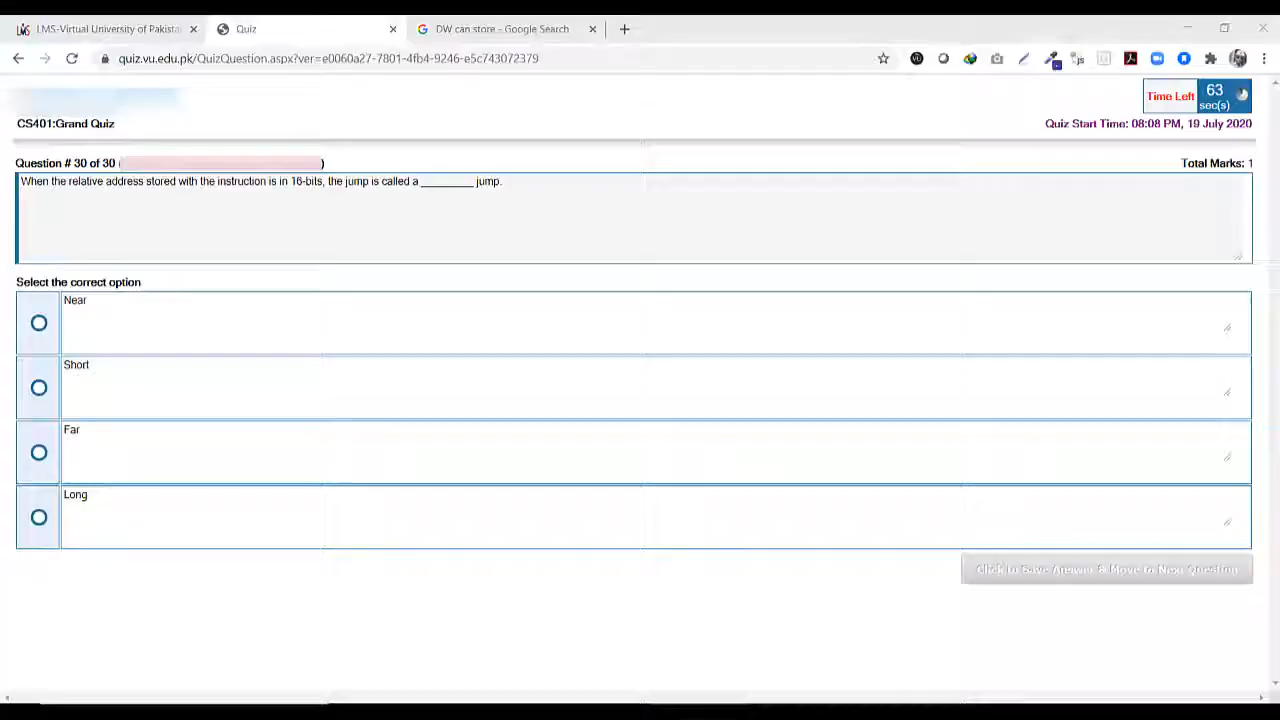 LMS-Virtual University of Pakista
Quiz
DW can store - Google Search
quiz.vu.edu.pk/QuizQuestion.aspx?ver=e0060a27-7801-4fb4-9246-e5c743072379
Time Left 63 sec(s)
CS401:Grand Quiz
Quiz Start Time: 08:08 PM, 19 July 2020
Question # 30 of 30 ( )
Total Marks: 1
When the relative address stored with the instruction is in 16-bits, the jump is called a _________ jump.
Select the correct option
Near
Short
Far
Long
Click to Save Answer & Move to Next Question